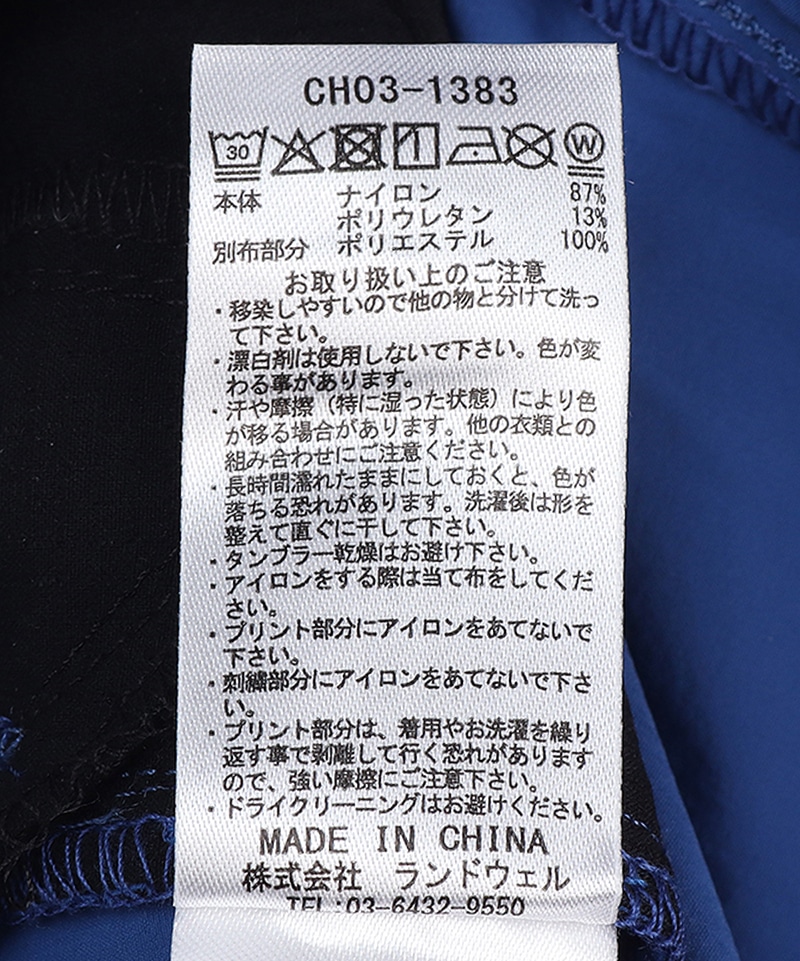 CH03-1383
30 W
本体 ナイロン 87%
ポリウレタン 13%
別布部分 ポリエステル 100%
お取り扱い上のご注意
・移染しやすいので他の物と分けて洗っ
て下さい。
・漂白剤は使用しないで下さい。色が変
わる事があります。
・汗や摩擦（特に湿った状態）により色
が移る場合があります。他の衣類との
組み合わせにご注意ください。
・長時間濡れたままにしておくと、色が
落ちる恐れがあります。洗濯後は形を
整えて直ぐに干して下さい。
・タンブラー乾燥はお避け下さい。
・アイロンをする際は当て布をしてくだ
さい。
・プリント部分にアイロンをあてないで
下さい。
・刺繍部分にアイロンをあてないで下さ
い。
・プリント部分は、着用やお洗濯を繰り
返す事で剥離して行く恐れがあります
ので、強い摩擦にご注意下さい。
・ドライクリーニングはお避けください。
MADE IN CHINA
株式会社 ランドウェル
TEL:03-6432-9550